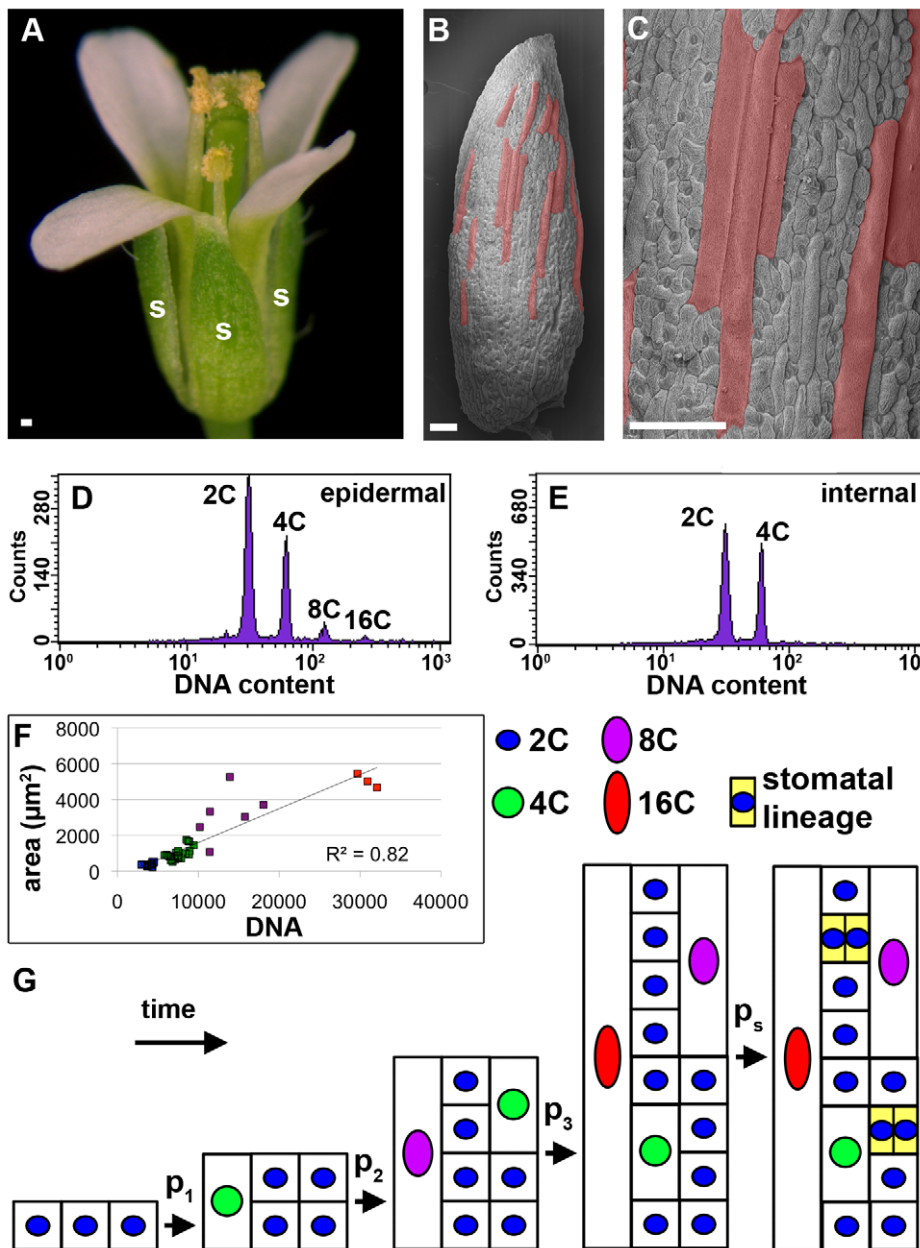 A
s
s
s
B
C
D
epidermal
2C
4C
8C
16C
Counts
280
140
0
10⁰
10¹
10²
10³
DNA content
E
internal
2C
4C
Counts
680
340
0
10⁰
10¹
10²
10
DNA content
F
8000
6000
4000
2000
0
area (µm²)
R² = 0.82
0
10000
20000
30000
40000
DNA
2C
8C
4C
16C
stomatal
lineage
G
time
p₁
p₂
p₃
pₛ